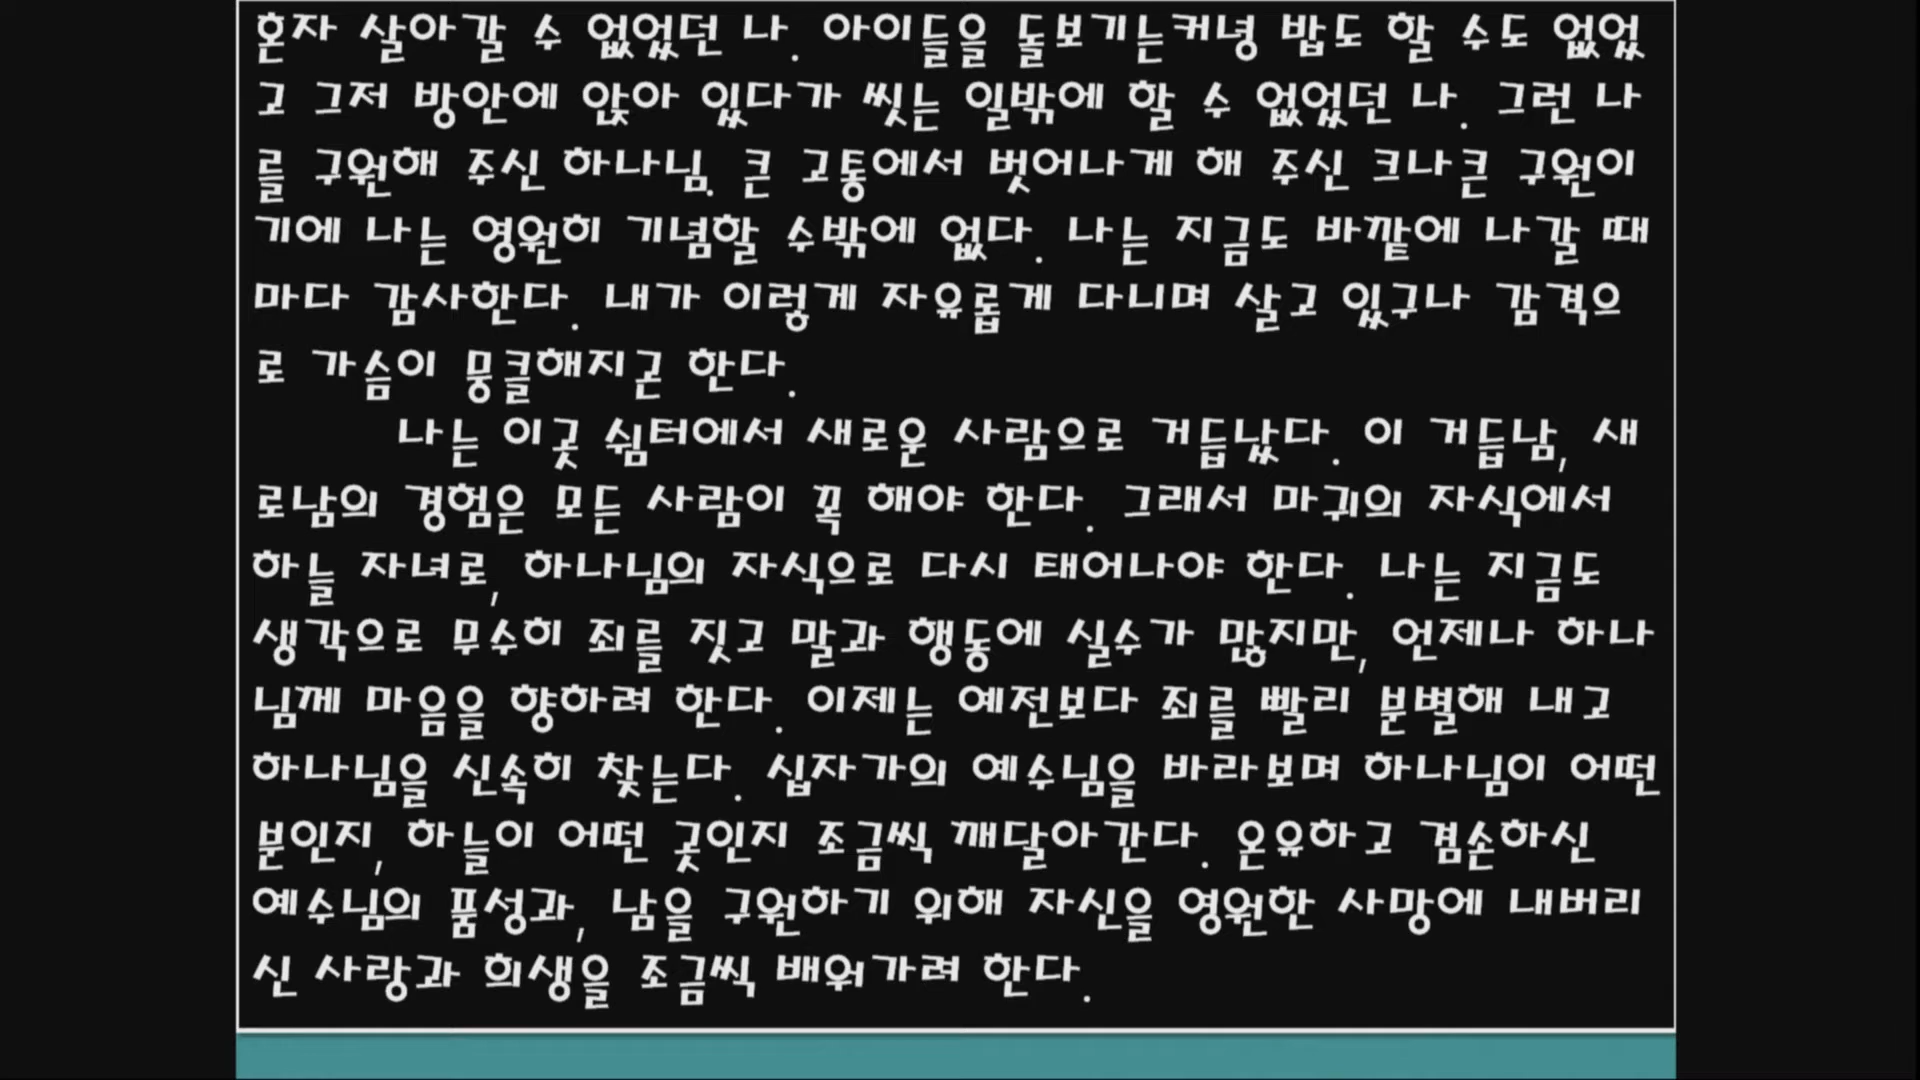 혼자 살아갈 수 없었던 나. 아이들을 돌보기는커녕 밥도 할 수도 없었
고 그저 방안에 앉아 있다가 씻는 일밖에 할 수 없었던 나. 그런 나
를 구원해 주신 하나님. 큰 고통에서 벗어나게 해 주신 크나큰 구원이
기에 나는 영원히 기념할 수밖에 없다. 나는 지금도 바깥에 나갈 때
마다 감사한다. 내가 이렇게 자유롭게 다니며 살고 있구나 감격으
로 가슴이 뭉클해지곤 한다.
나는 이곳 쉼터에서 새로운 사람으로 거듭났다. 이 거듭남, 새
로남의 경험은 모든 사람이 꼭 해야 한다. 그래서 마귀의 자식에서
하늘 자녀로, 하나님의 자식으로 다시 태어나야 한다. 나는 지금도
생각으로 무수히 죄를 짓고 말과 행동에 실수가 많지만, 언제나 하나
님께 마음을 향하려 한다. 이제는 예전보다 죄를 빨리 분별해 내고
하나님을 신속히 찾는다. 십자가의 예수님을 바라보며 하나님이 어떤
분인지, 하늘이 어떤 곳인지 조금씩 깨달아간다. 온유하고 겸손하신
예수님의 품성과, 남을 구원하기 위해 자신을 영원한 사망에 내버리
신 사랑과 희생을 조금씩 배워가려 한다.